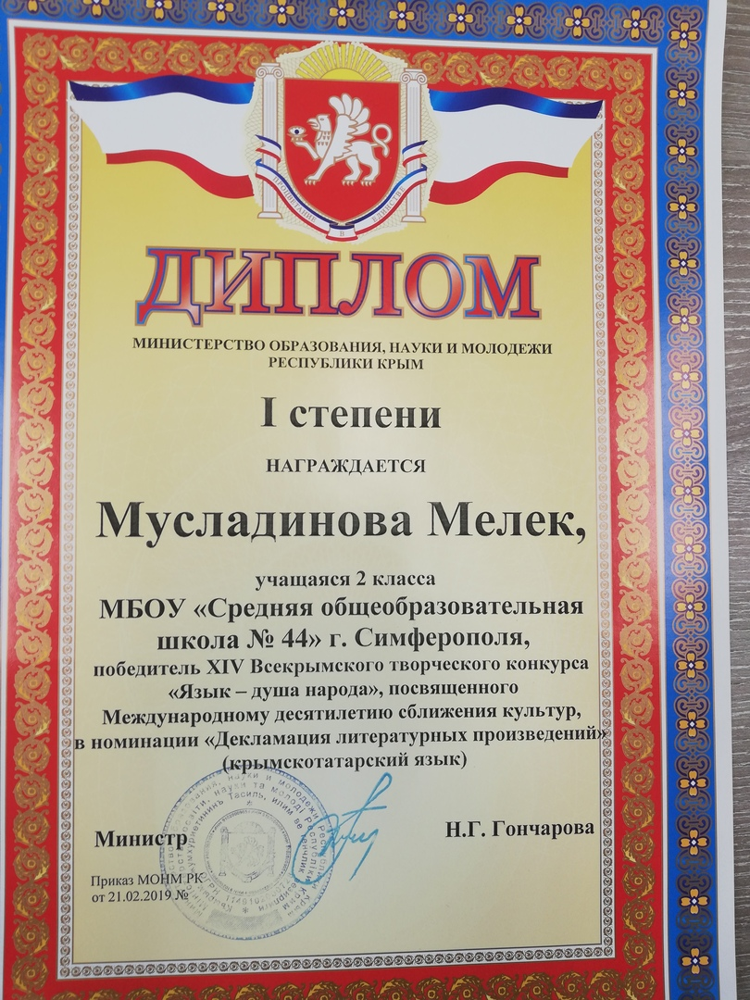 ПРОЦВЕТАНИЕ В ЕДИНСТВЕ
ДИПЛОМ
МИНИСТЕРСТВО ОБРАЗОВАНИЯ, НАУКИ И МОЛОДЕЖИ
РЕСПУБЛИКИ КРЫМ
I степени
НАГРАЖДАЕТСЯ
Мусладинова Мелек,
учащаяся 2 класса
МБОУ «Средняя общеобразовательная
школа № 44» г. Симферополя,
победитель XIV Всекрымского творческого конкурса
«Язык – душа народа», посвященного
Международному десятилетию сближения культур,
в номинации «Декламация литературных произведений»
(крымскотатарский язык)
Министр
Н.Г. Гончарова
Приказ МОНМ РК
от 21.02.2019 №